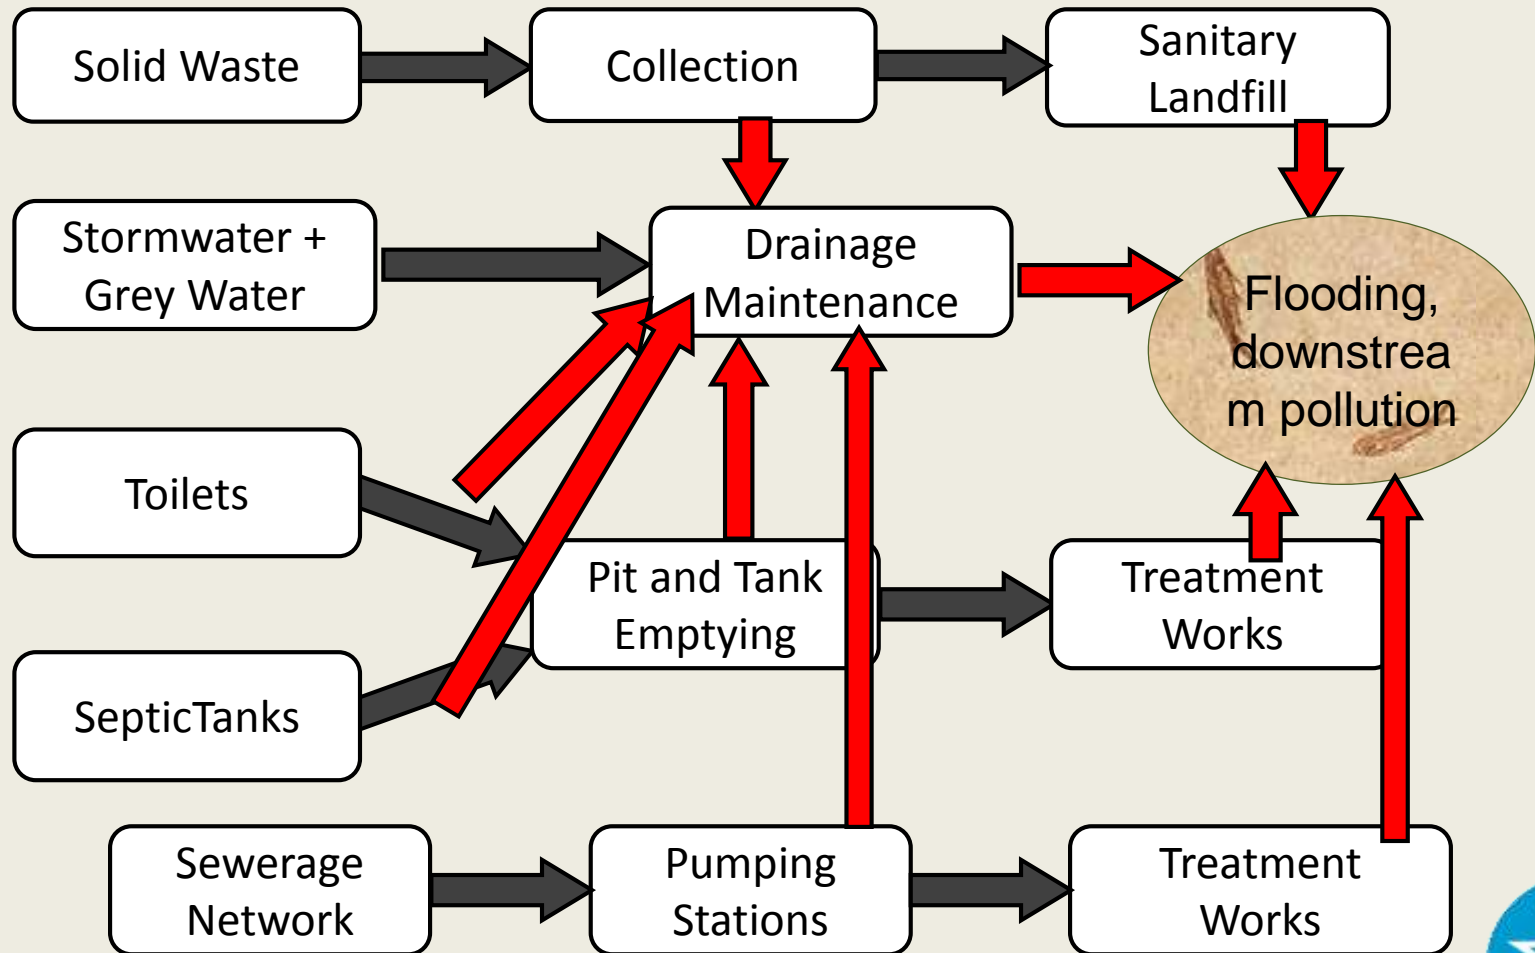 Solid Waste
Collection
Sanitary
Landfill
Stormwater +
Grey Water
Drainage
Maintenance
Flooding,
downstrea
m pollution
Toilets
Pit and Tank
Emptying
Treatment
Works
SepticTanks
Sewerage
Network
Pumping
Stations
Treatment
Works